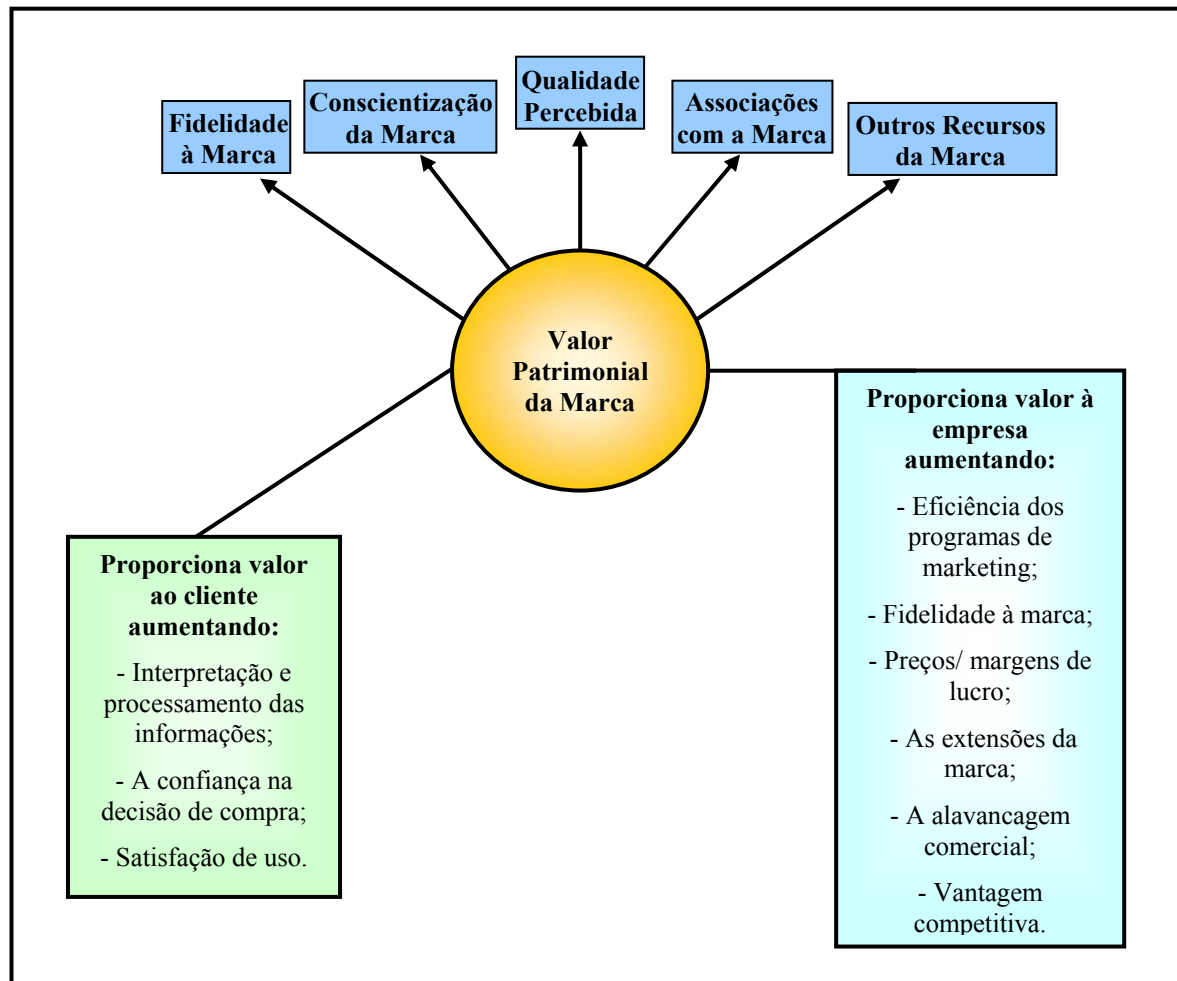 Fidelidade
à Marca
Conscientização
da Marca
Qualidade
Percebida
Associações
com a Marca
Outros Recursos
da Marca
Valor
Patrimonial
da Marca
Proporciona valor
ao cliente
aumentando:
- Interpretação e
processamento das
informações;
- A confiança na
decisão de compra;
- Satisfação de uso.
Proporciona valor à
empresa
aumentando:
- Eficiência dos
programas de
marketing;
- Fidelidade à marca;
- Preços/ margens de
lucro;
- As extensões da
marca;
- A alavancagem
comercial;
- Vantagem
competitiva.